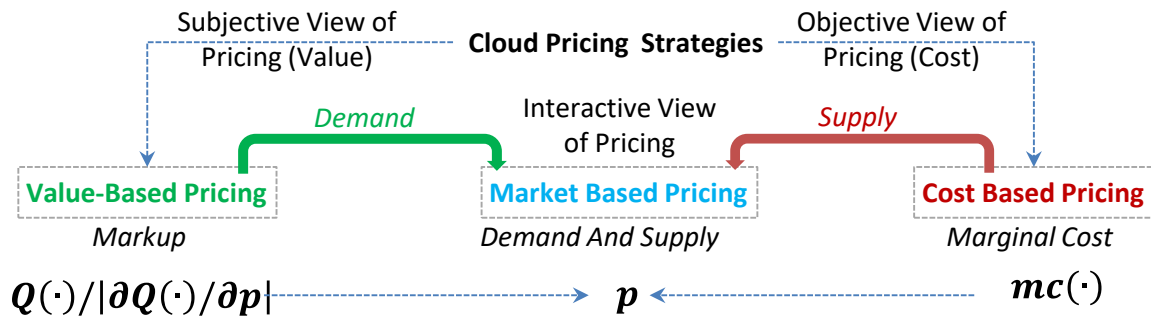 Subjective View of
Pricing (Value)
Cloud Pricing Strategies
Objective View of
Pricing (Cost)
Demand
Interactive View
of Pricing
Supply
Value-Based Pricing
Market Based Pricing
Cost Based Pricing
Markup
Demand And Supply
Marginal Cost
Q(·)/|∂Q(·)/∂p|
p
mc(·)